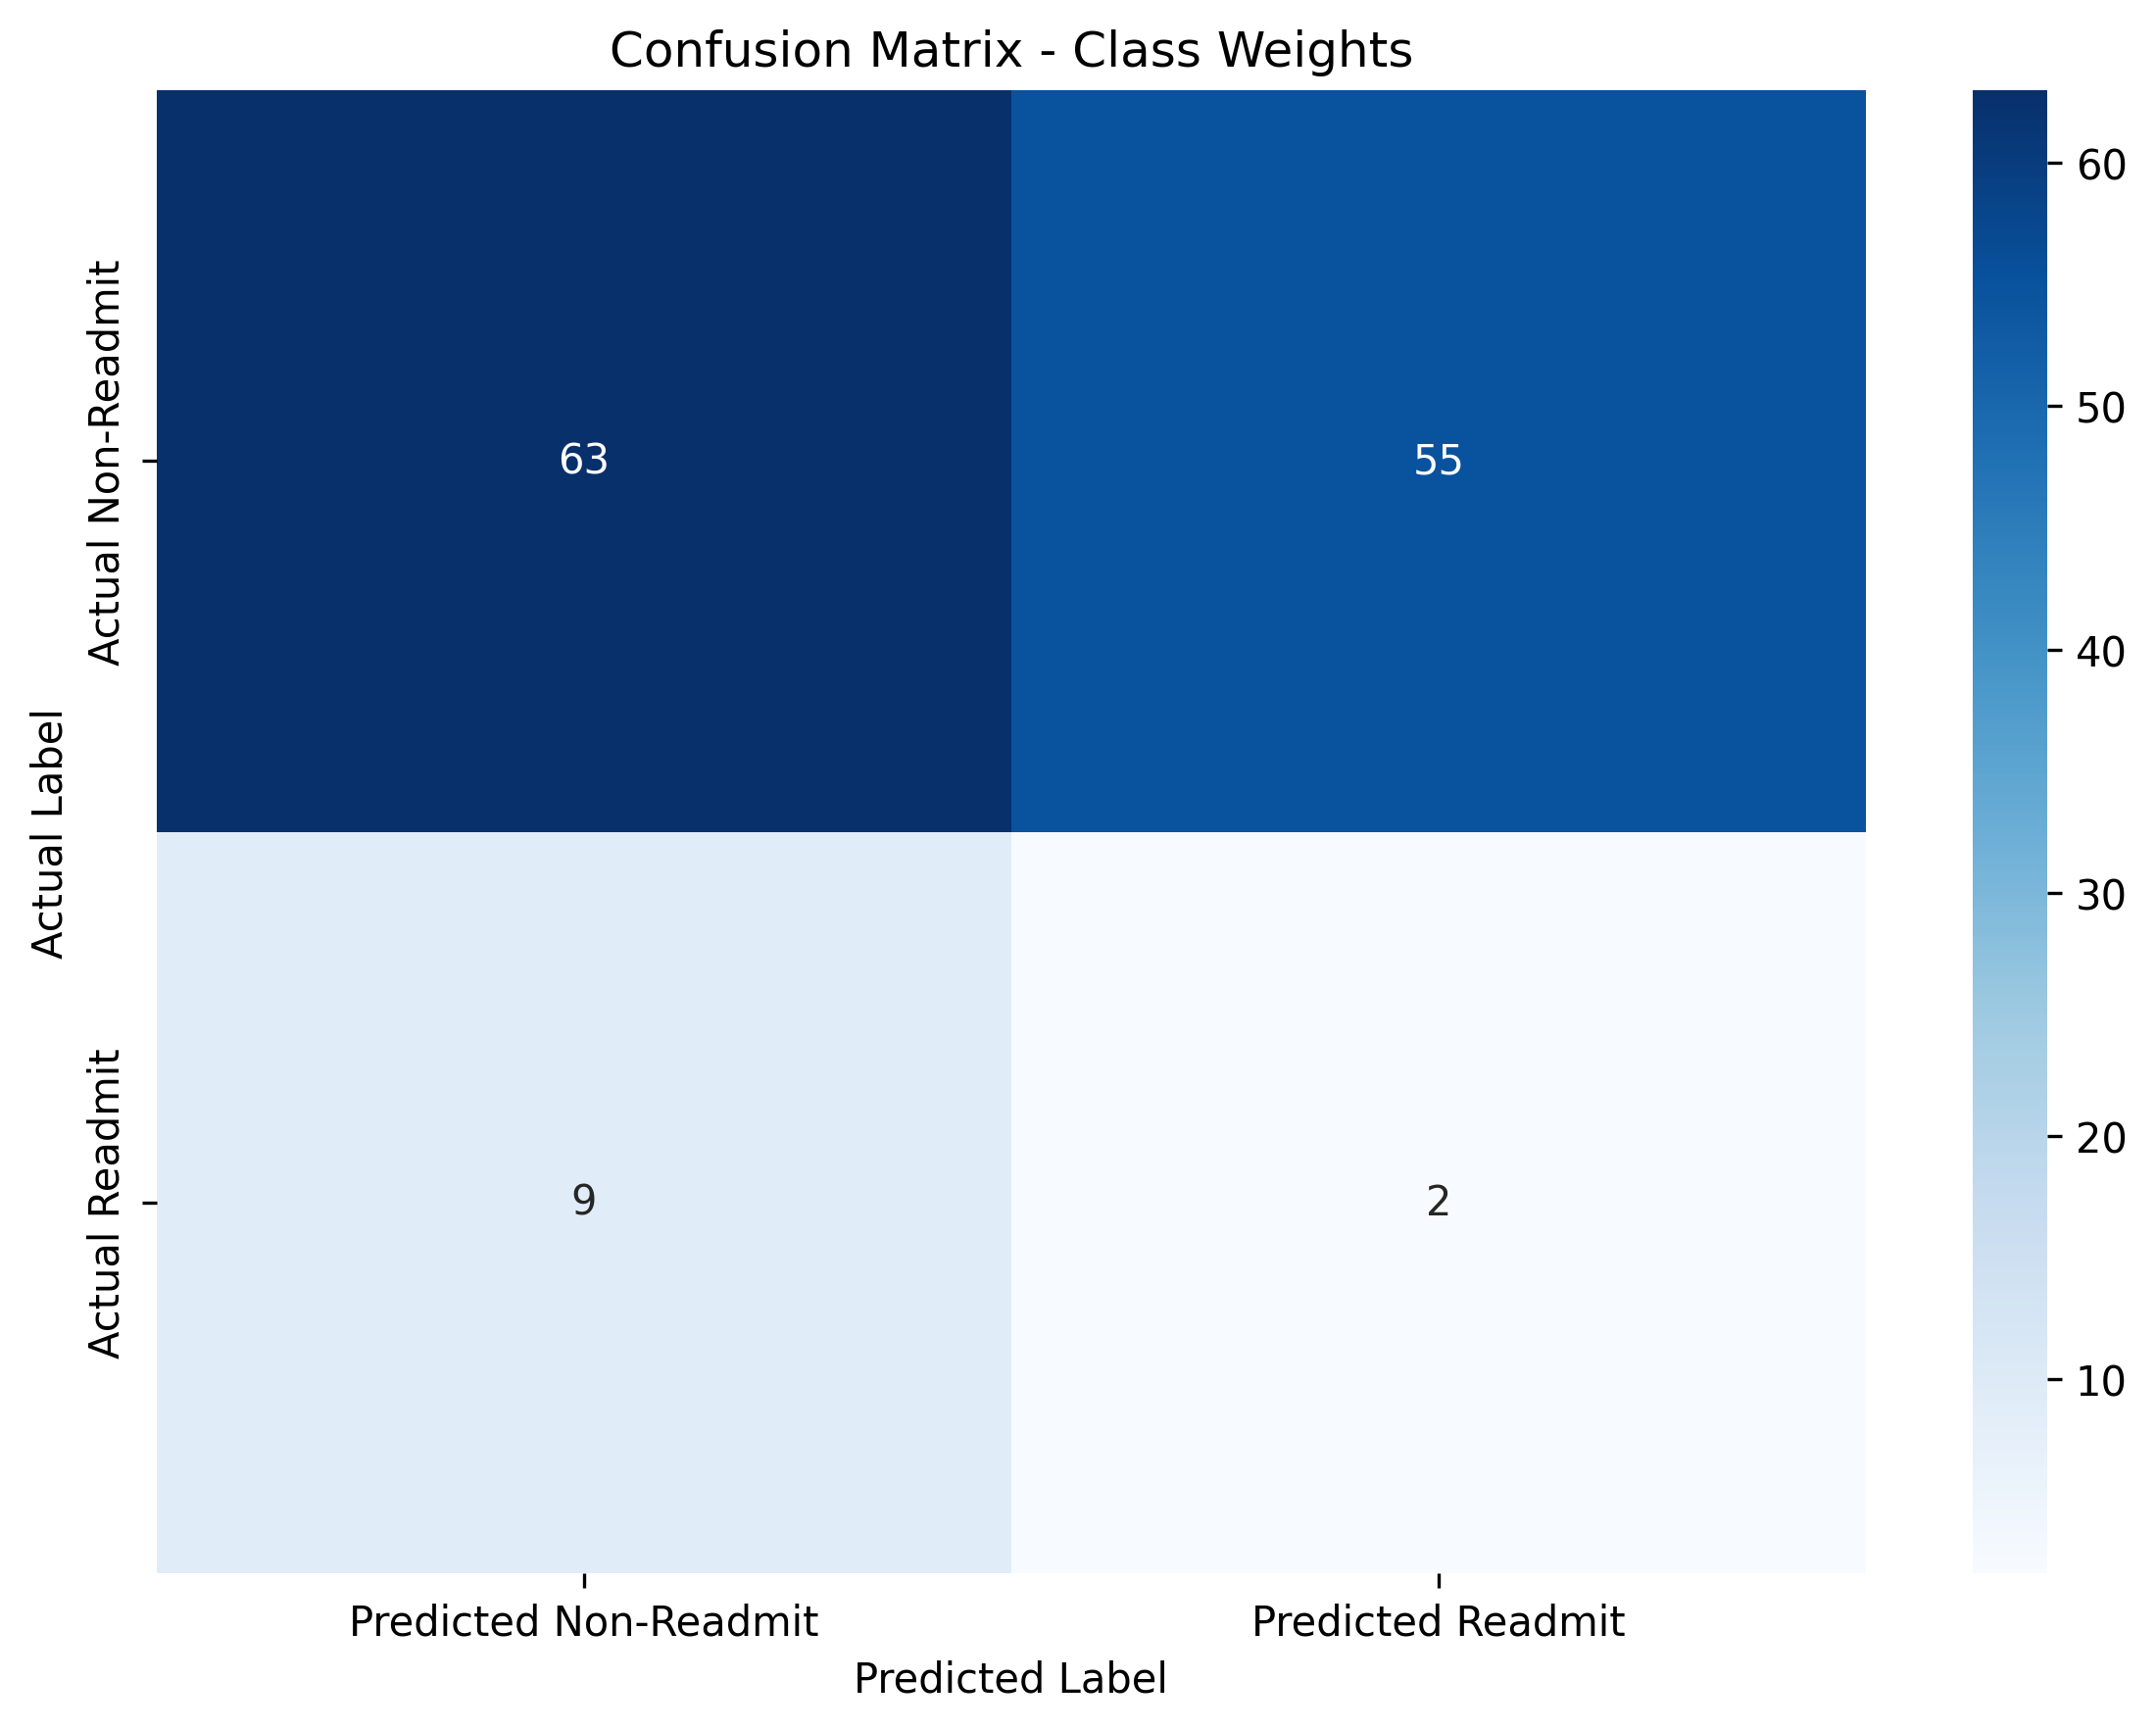 Confusion Matrix - Class Weights
Actual Label
Actual Non-Readmit
63
55
Actual Readmit
9
2
Predicted Non-Readmit
Predicted Readmit
Predicted Label
60
50
40
30
20
10